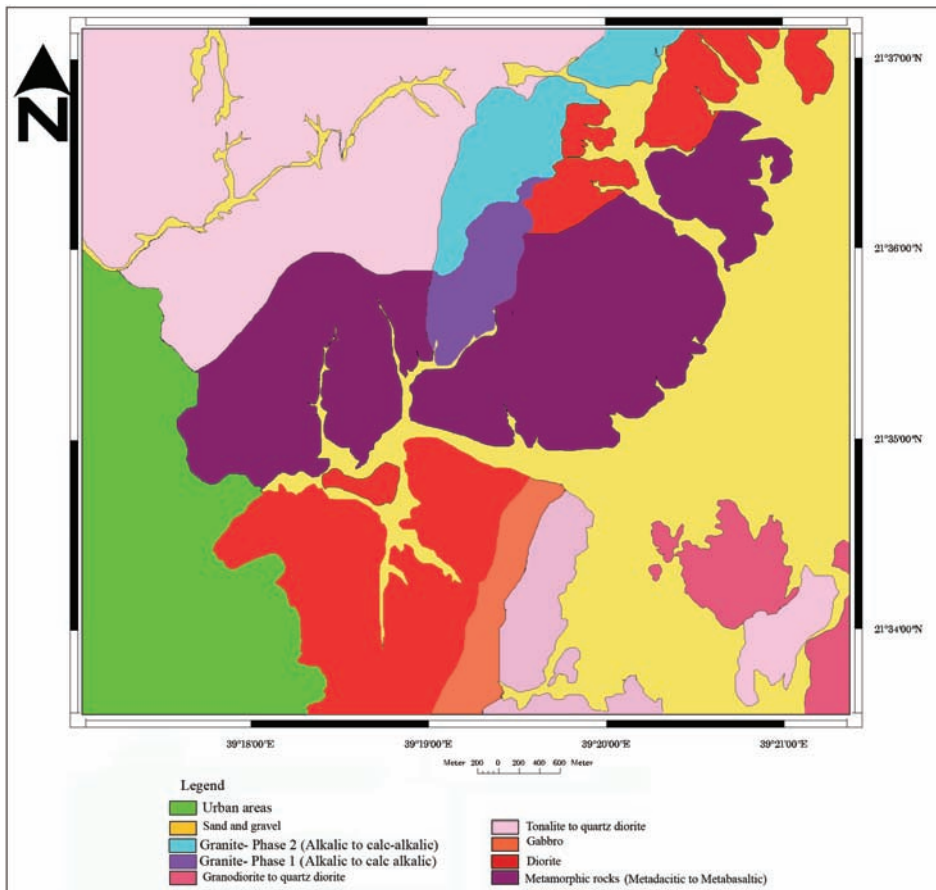 N
21°37'00"N
21°36'00"N
21°35'00"N
21°34'00"N
39°18'00"E
39°19'00"E
39°20'00"E
39°21'00"E
Meter 200 0 200 400 600 Meter
Legend
Urban areas
Sand and gravel
Granite- Phase 2 (Alkalic to calc-alkalic)
Granite- Phase 1 (Alkalic to calc alkalic)
Granodiorite to quartz diorite
Tonalite to quartz diorite
Gabbro
Diorite
Metamorphic rocks (Metadacitic to Metabasaltic)